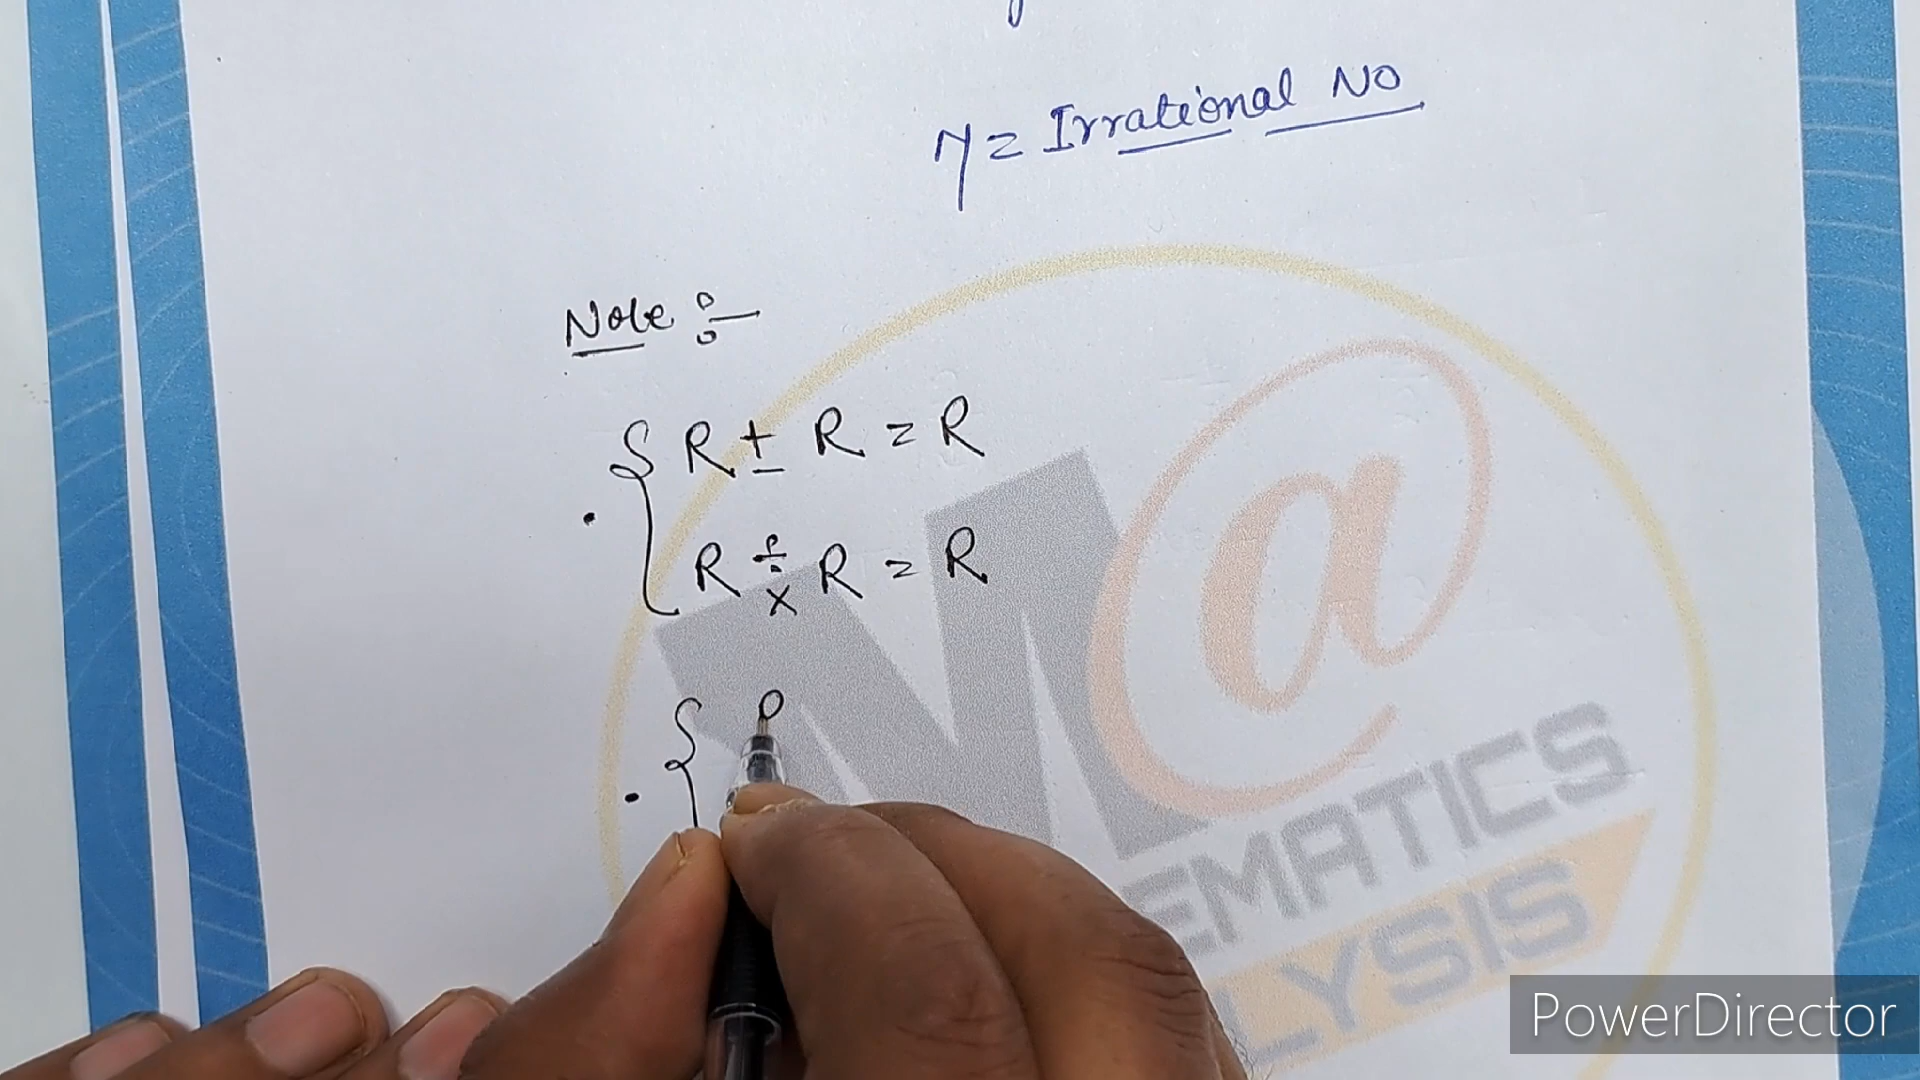 η = Irrational NO
Note :-
• { R ± R = R
R ÷ × R = R
• {
M@
EMATICS
LYSIS
PowerDirector